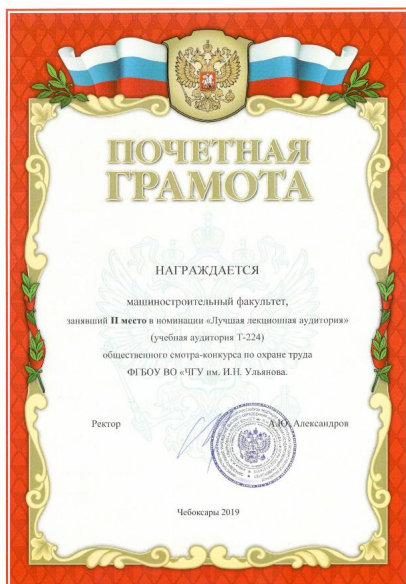 ПОЧЕТНАЯ
ГРАМОТА
НАГРАЖДАЕТСЯ
машиностроительный факультет,
занявший II место в номинации «Лучшая лекционная аудитория»
(учебная аудитория Т-224)
общественного смотра-конкурса по охране труда
ФГБОУ ВО «ЧГУ им. И.Н. Ульянова.
Ректор А.Ю. Александров
Чебоксары 2019